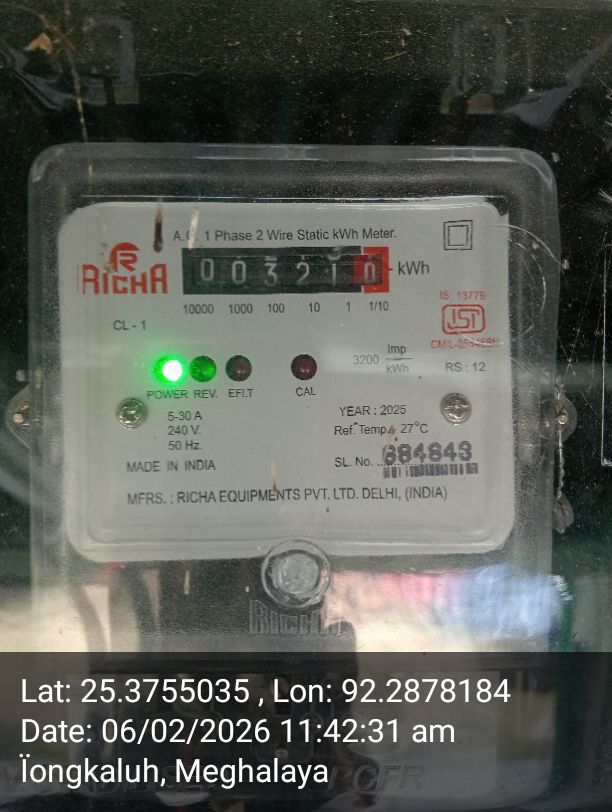 A.C. 1 Phase 2 Wire Static kWh Meter.
RICHA
003210 kWh
10000 1000 100 10 1 1/10
IS: 13779
ISI
CL - 1
3200 Imp/kWh
RS : 12
POWER REV. E/LT CAL
5-30 A
240 V.
50 Hz.
YEAR : 2025
Ref. Temp. 27°C
MADE IN INDIA
SL. No. 684843
MFRS. : RICHA EQUIPMENTS PVT. LTD. DELHI, (INDIA)
RICHA
Lat: 25.3755035 , Lon: 92.2878184
Date: 06/02/2026 11:42:31 am
Ïongkaluh, Meghalaya